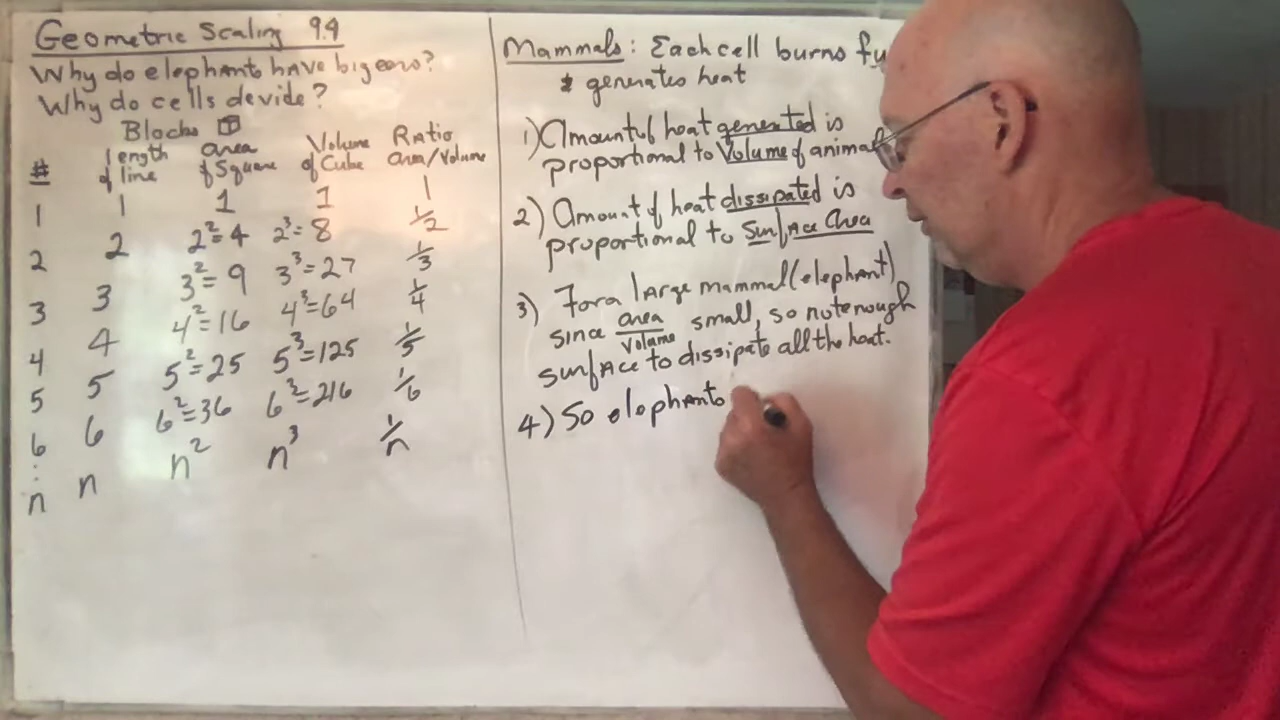 Geometric Scaling 9.4
Why do elephants have big ears?
Why do cells devide?
Blocks
# length of line area of Square Volume of Cube Ratio area/Volume
1 1 1 1 1
2 2 2²=4 2³=8 1/2
3 3 3²=9 3³=27 1/3
4 4 4²=16 4³=64 1/4
5 5 5²=25 5³=125 1/5
6 6 6²=36 6³=216 1/6
:
n n n² n³ 1/n
Mammals: Each cell burns fu
& generates heat
1) Amount of heat generated is
proportional to Volume of animal
2) Amount of heat dissipated is
proportional to Surface Area
3) For a large mammal (elephant)
since area/volume small, so not enough
surface to dissipate all the heat.
4) So elephants